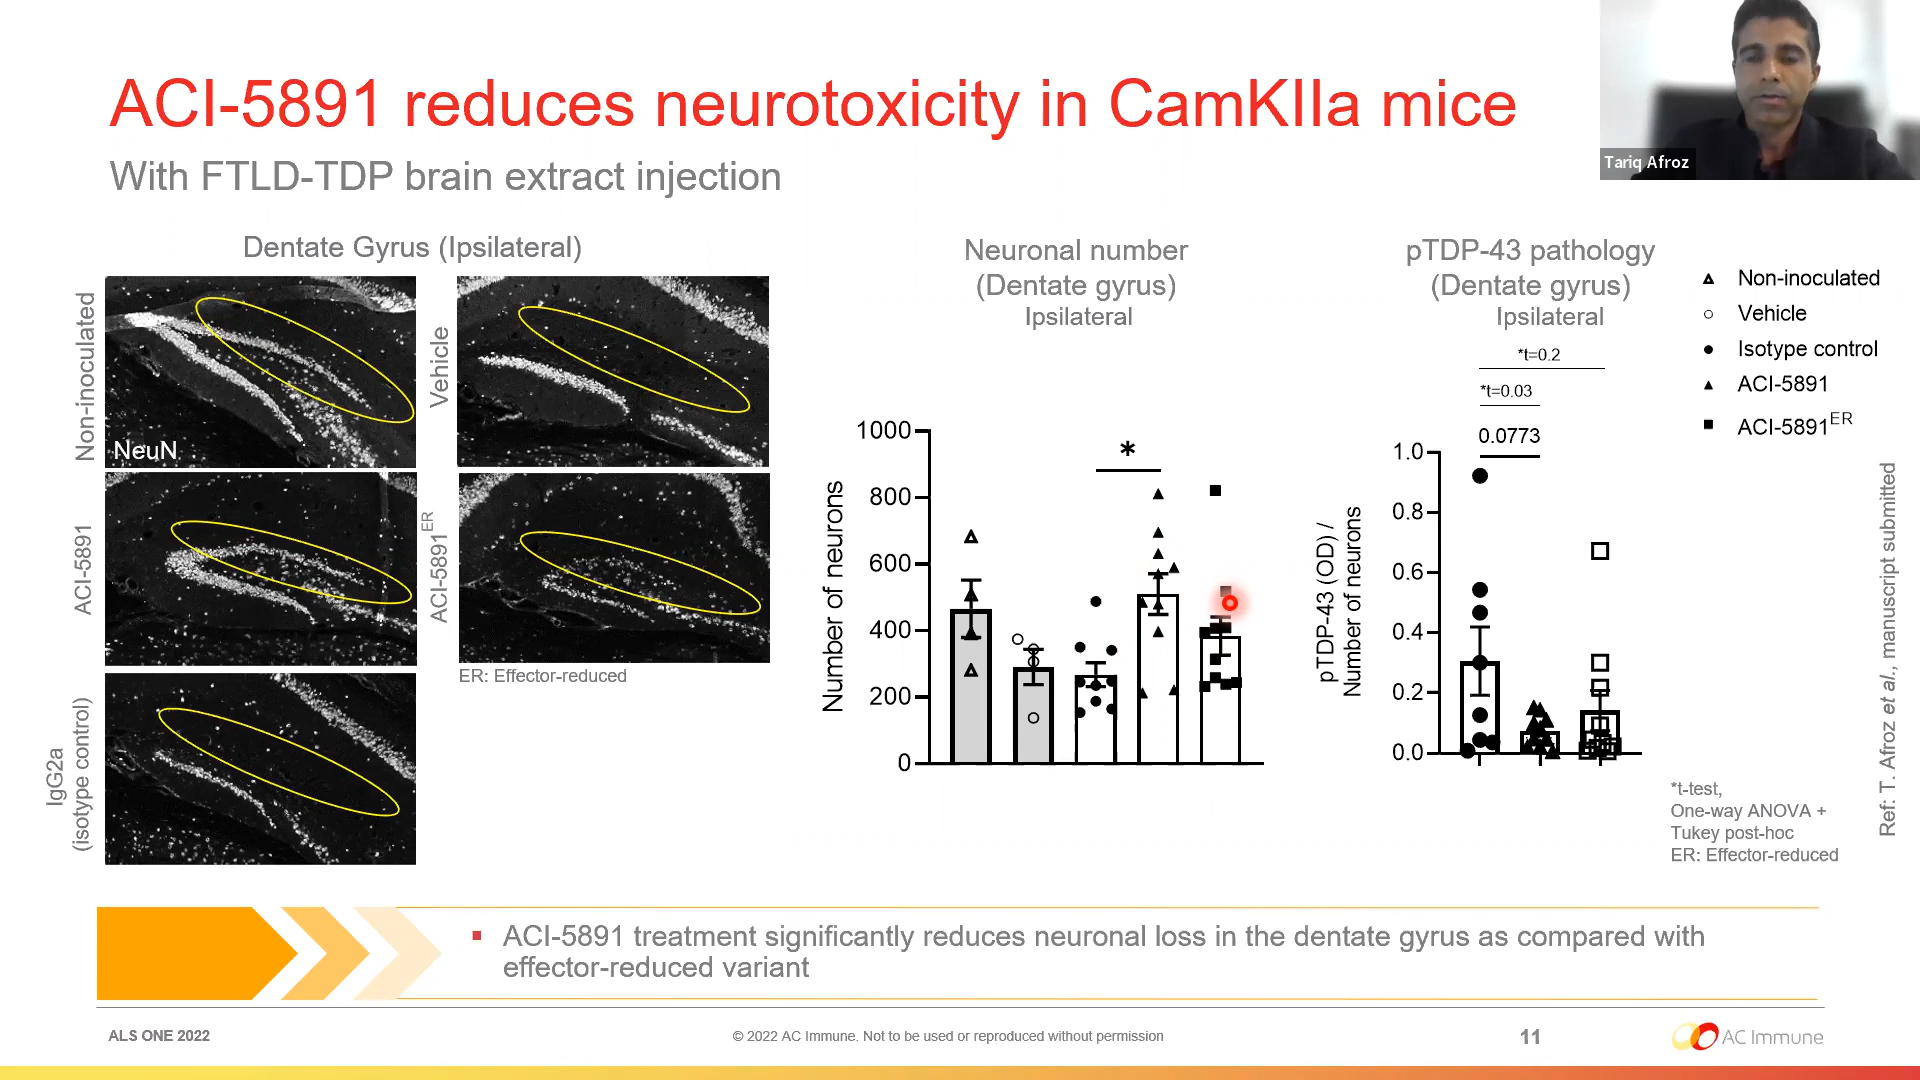 ACI-5891 reduces neurotoxicity in CamKIIa mice
With FTLD-TDP brain extract injection
Tariq Afroz
Dentate Gyrus (Ipsilateral)
Non-inoculated
NeuN
Vehicle
ACI-5891
ACI-5891ER
ER: Effector-reduced
IgG2a
(isotype control)
Neuronal number
(Dentate gyrus)
Ipsilateral
Number of neurons
1000
800
600
400
200
0
*
pTDP-43 pathology
(Dentate gyrus)
Ipsilateral
*t=0.2
*t=0.03
0.0773
pTDP-43 (OD) /
Number of neurons
1.0
0.8
0.6
0.4
0.2
0.0
Non-inoculated
Vehicle
Isotype control
ACI-5891
ACI-5891ER
*t-test,
One-way ANOVA +
Tukey post-hoc
ER: Effector-reduced
Ref: T. Afroz et al., manuscript submitted
ACI-5891 treatment significantly reduces neuronal loss in the dentate gyrus as compared with
effector-reduced variant
ALS ONE 2022
© 2022 AC Immune. Not to be used or reproduced without permission
11
AC Immune